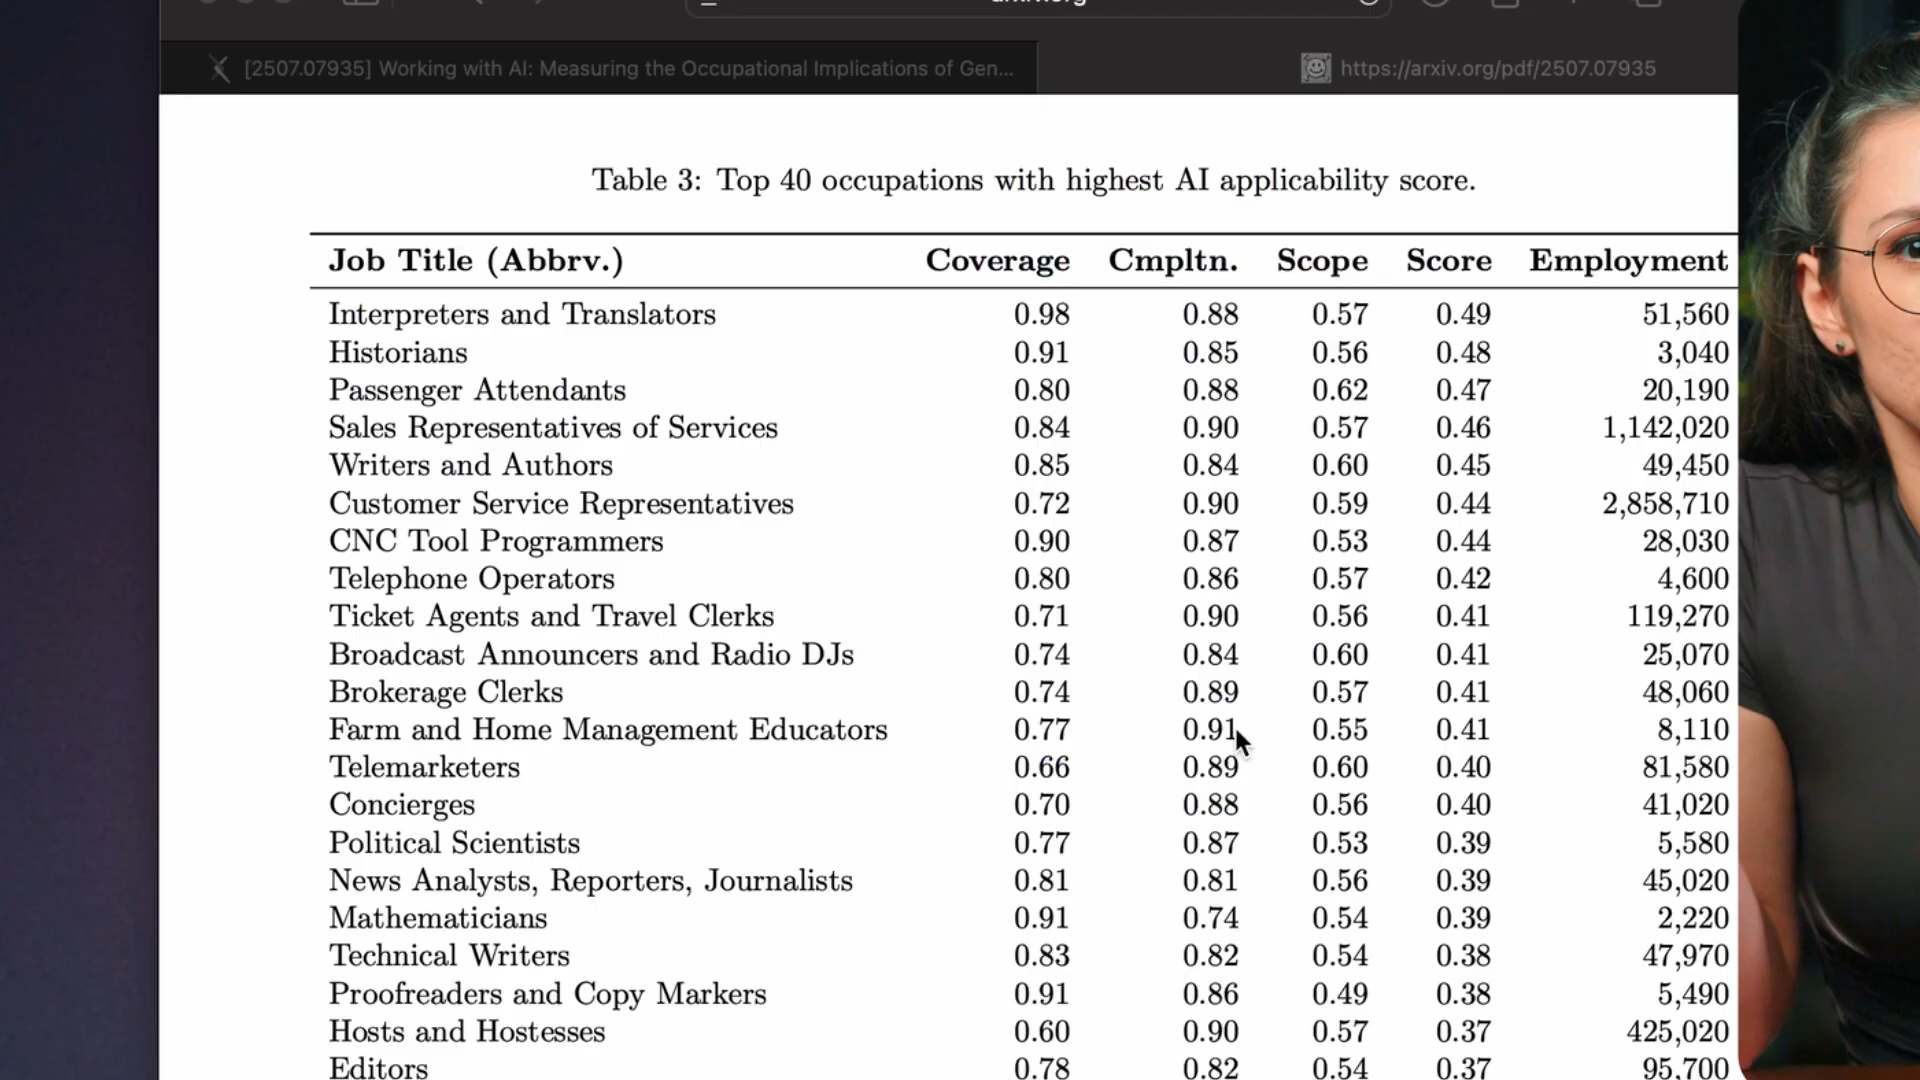 [2507.07935] Working with AI: Measuring the Occupational Implications of Gen...
https://arxiv.org/pdf/2507.07935
Table 3: Top 40 occupations with highest AI applicability score.
Job Title (Abbrv.) Coverage Cmpltn. Scope Score Employment
Interpreters and Translators 0.98 0.88 0.57 0.49 51,560
Historians 0.91 0.85 0.56 0.48 3,040
Passenger Attendants 0.80 0.88 0.62 0.47 20,190
Sales Representatives of Services 0.84 0.90 0.57 0.46 1,142,020
Writers and Authors 0.85 0.84 0.60 0.45 49,450
Customer Service Representatives 0.72 0.90 0.59 0.44 2,858,710
CNC Tool Programmers 0.90 0.87 0.53 0.44 28,030
Telephone Operators 0.80 0.86 0.57 0.42 4,600
Ticket Agents and Travel Clerks 0.71 0.90 0.56 0.41 119,270
Broadcast Announcers and Radio DJs 0.74 0.84 0.60 0.41 25,070
Brokerage Clerks 0.74 0.89 0.57 0.41 48,060
Farm and Home Management Educators 0.77 0.91 0.55 0.41 8,110
Telemarketers 0.66 0.89 0.60 0.40 81,580
Concierges 0.70 0.88 0.56 0.40 41,020
Political Scientists 0.77 0.87 0.53 0.39 5,580
News Analysts, Reporters, Journalists 0.81 0.81 0.56 0.39 45,020
Mathematicians 0.91 0.74 0.54 0.39 2,220
Technical Writers 0.83 0.82 0.54 0.38 47,970
Proofreaders and Copy Markers 0.91 0.86 0.49 0.38 5,490
Hosts and Hostesses 0.60 0.90 0.57 0.37 425,020
Editors 0.78 0.82 0.54 0.37 95,700